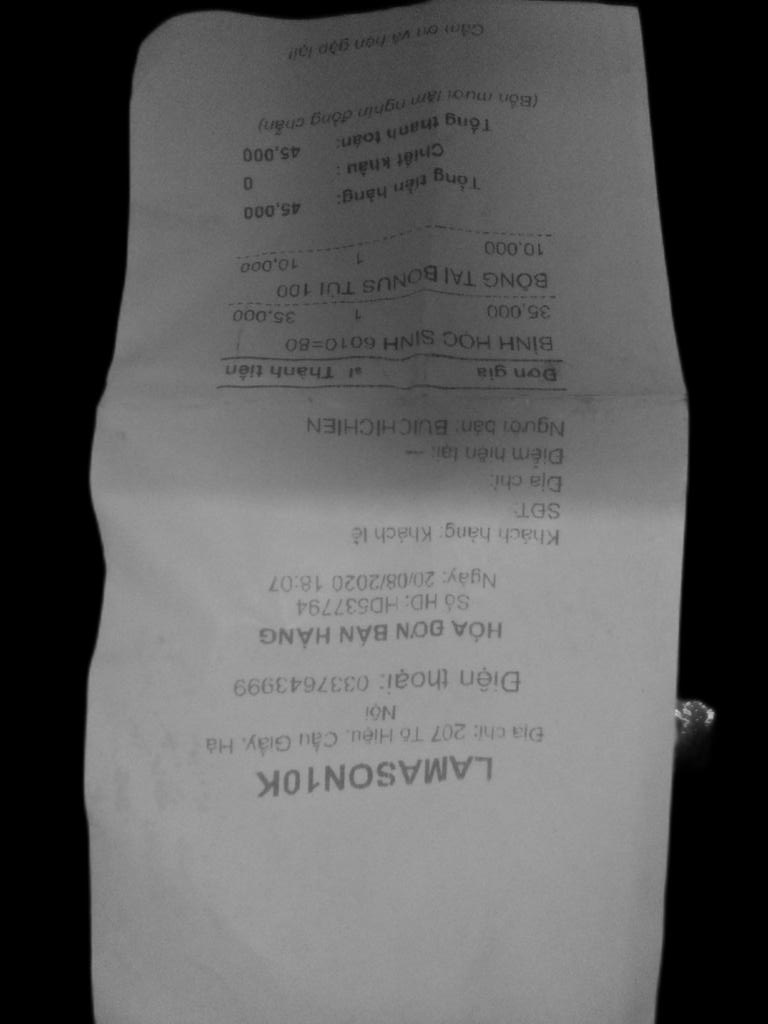 LAMASON10K
Địa chỉ: 207 Tô Hiệu, Cầu Giấy, Hà
Nội
Điện thoại: 0337643999
HÓA ĐƠN BÁN HÀNG
Số HĐ: HD537794
Ngày: 20/08/2020 18:07
Khách hàng: Khách lẻ
SĐT:
Địa chỉ:
Điểm hiện tại: ---
Người bán: BUICHICHIEN
Đơn giá sl Thành tiền
BÌNH HỌC SINH 6010=80
35,000 1 35,000
BÔNG TAI BONUS TÚI 100
10,000 1 10,000
Tổng tiền hàng: 45,000
Chiết khấu : 0
Tổng thanh toán: 45,000
(Bốn mươi lăm nghìn đồng chẵn)
Cảm ơn và hẹn gặp lại!